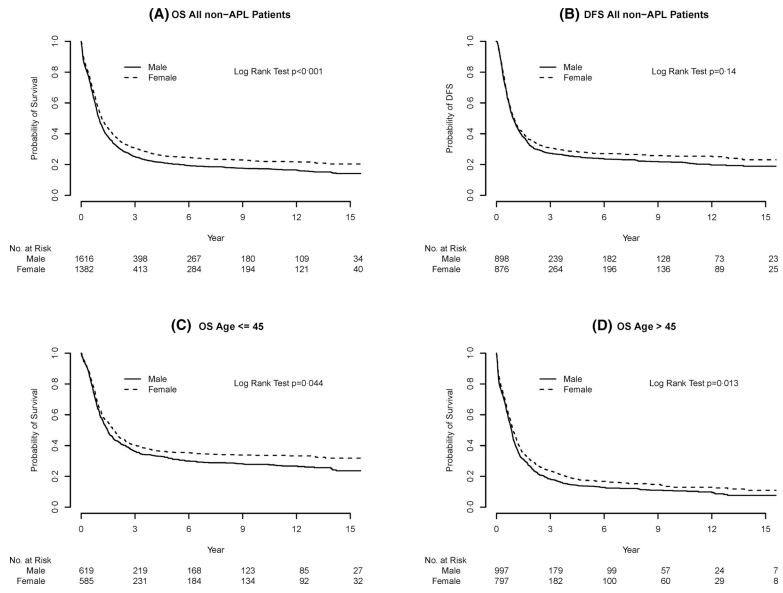 (A) OS All non−APL Patients
Probability of Survival
0·0 0·2 0·4 0·6 0·8 1·0
Male
Female
Log Rank Test p<0·001
0 3 6 9 12 15
Year
No. at Risk
Male 1616 398 267 180 109 34
Female 1382 413 284 194 121 40
(B) DFS All non−APL Patients
Probability of DFS
0·0 0·2 0·4 0·6 0·8 1·0
Male
Female
Log Rank Test p=0·14
0 3 6 9 12 15
Year
No. at Risk
Male 898 239 182 128 73 23
Female 876 264 196 136 89 25
(C) OS Age <= 45
Probability of Survival
0·0 0·2 0·4 0·6 0·8 1·0
Male
Female
Log Rank Test p=0·044
0 3 6 9 12 15
Year
No. at Risk
Male 619 219 168 123 85 27
Female 585 231 184 134 92 32
(D) OS Age > 45
Probability of Survival
0·0 0·2 0·4 0·6 0·8 1·0
Male
Female
Log Rank Test p=0·013
0 3 6 9 12 15
Year
No. at Risk
Male 997 179 99 57 24 7
Female 797 182 100 60 29 8